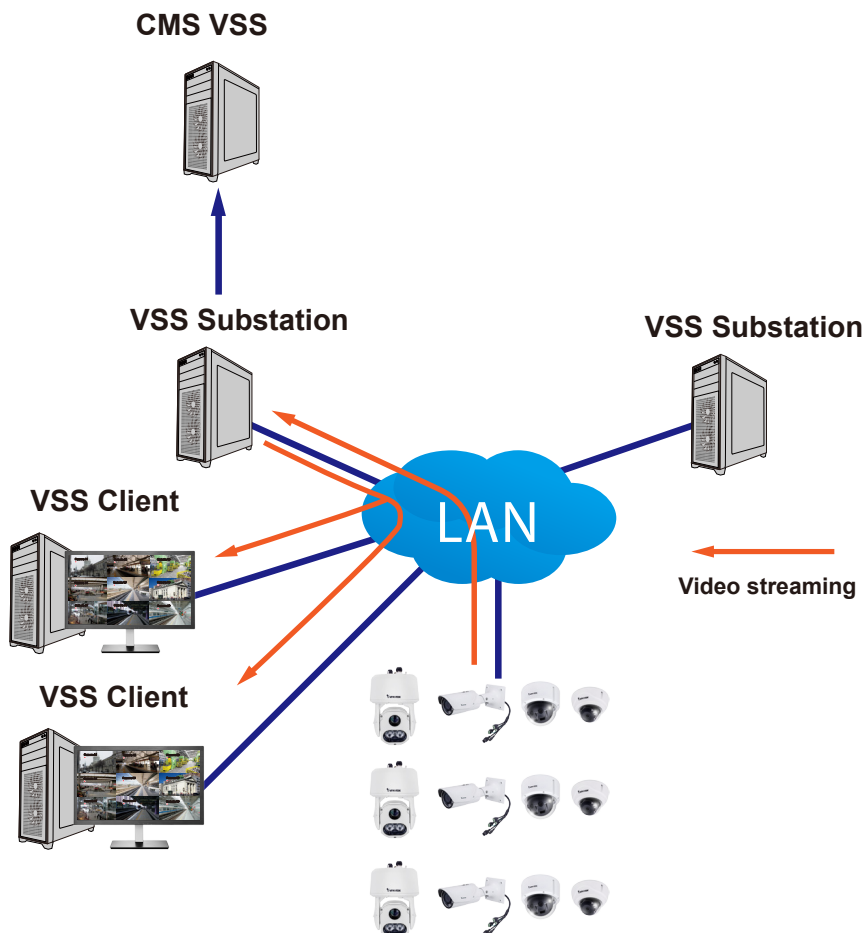 CMS VSS
VSS Substation
VSS Substation
VSS Client
LAN
Video streaming
VSS Client